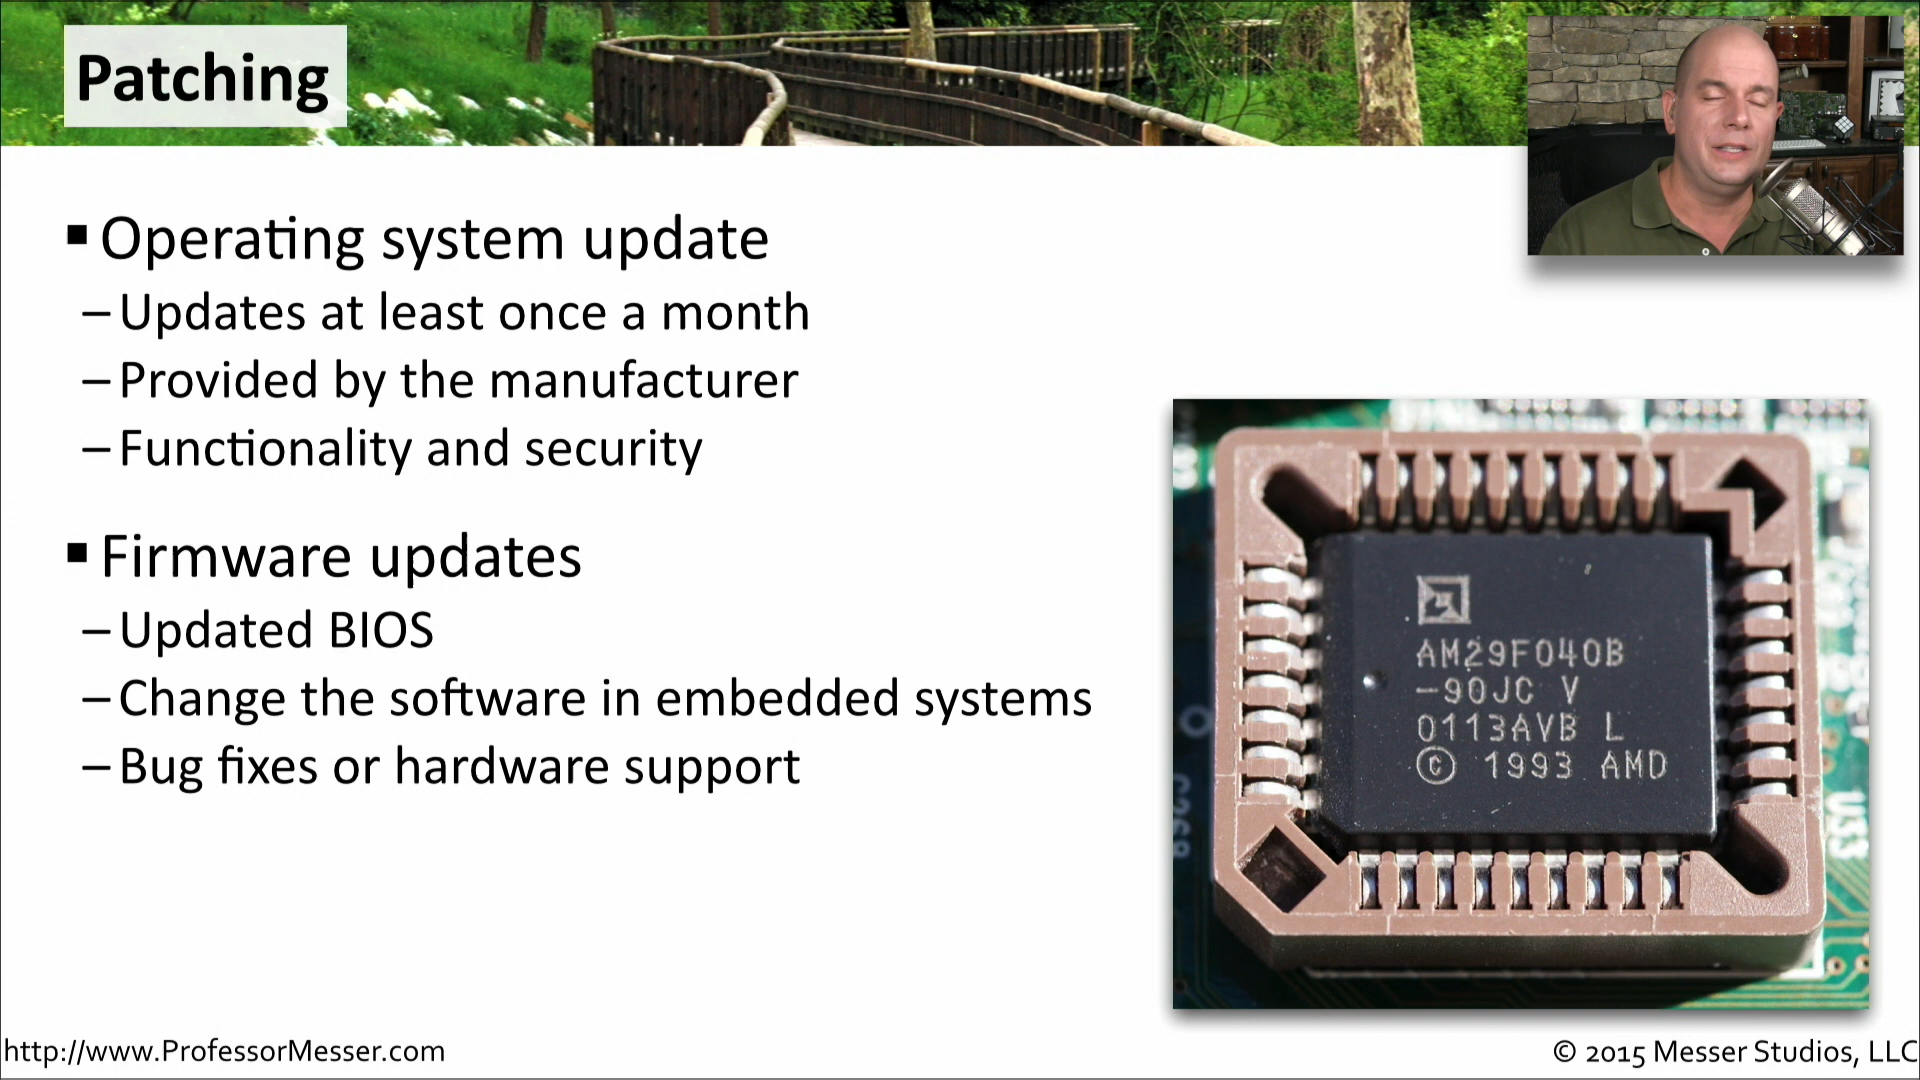 Patching
▪ Operating system update
– Updates at least once a month
– Provided by the manufacturer
– Functionality and security
▪ Firmware updates
– Updated BIOS
– Change the software in embedded systems
– Bug fixes or hardware support
AM29F040B
-90JC V
0113AVB L
© 1993 AMD
U33
http://www.ProfessorMesser.com
© 2015 Messer Studios, LLC